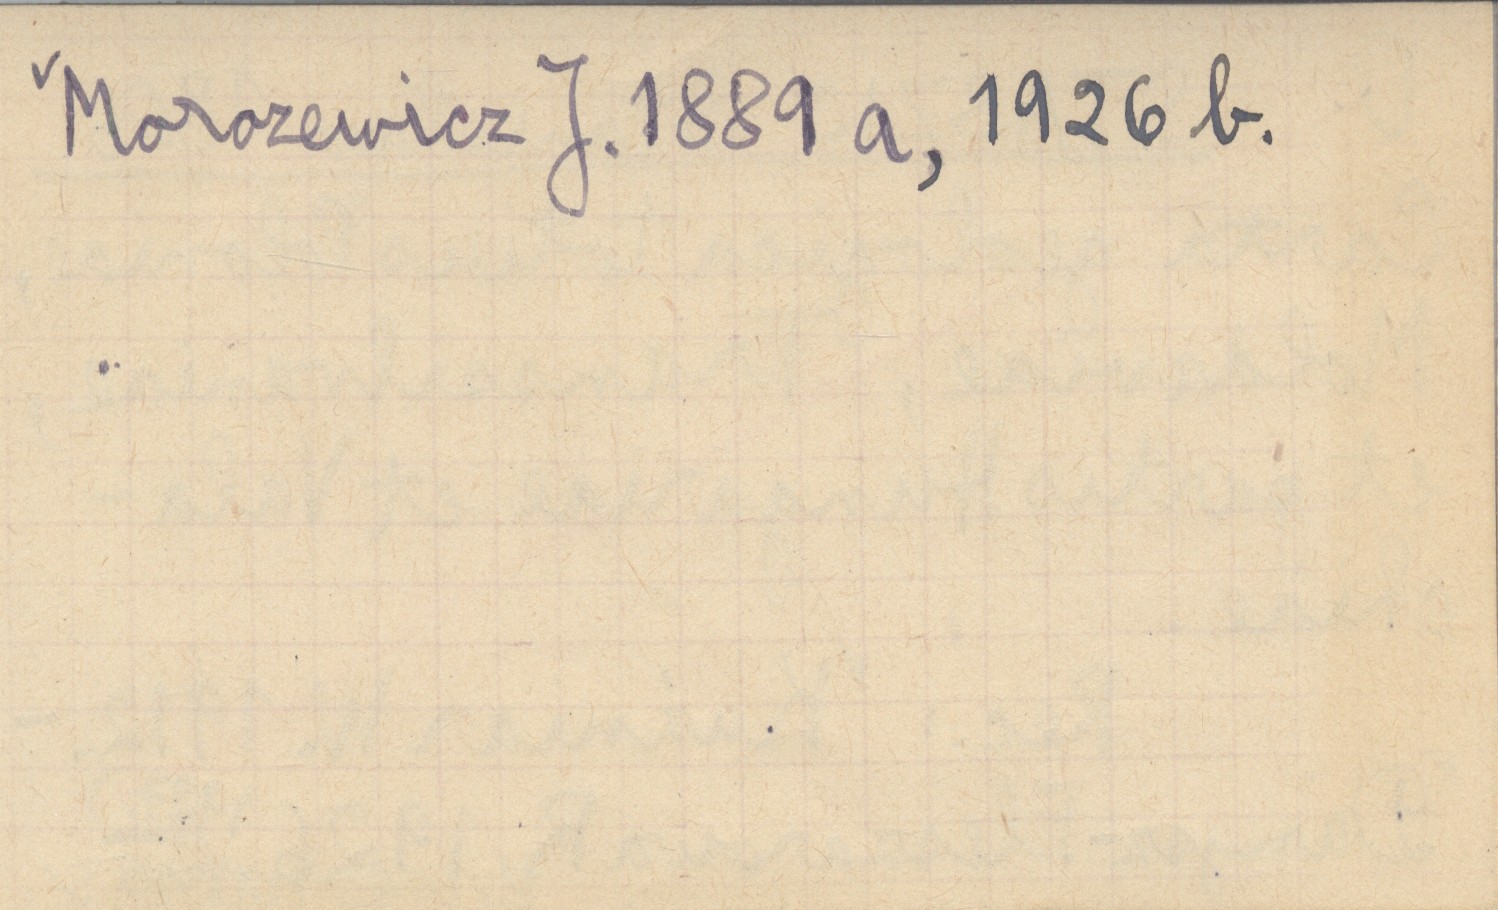 Morozewicz J. 1889 a, 1926 b.